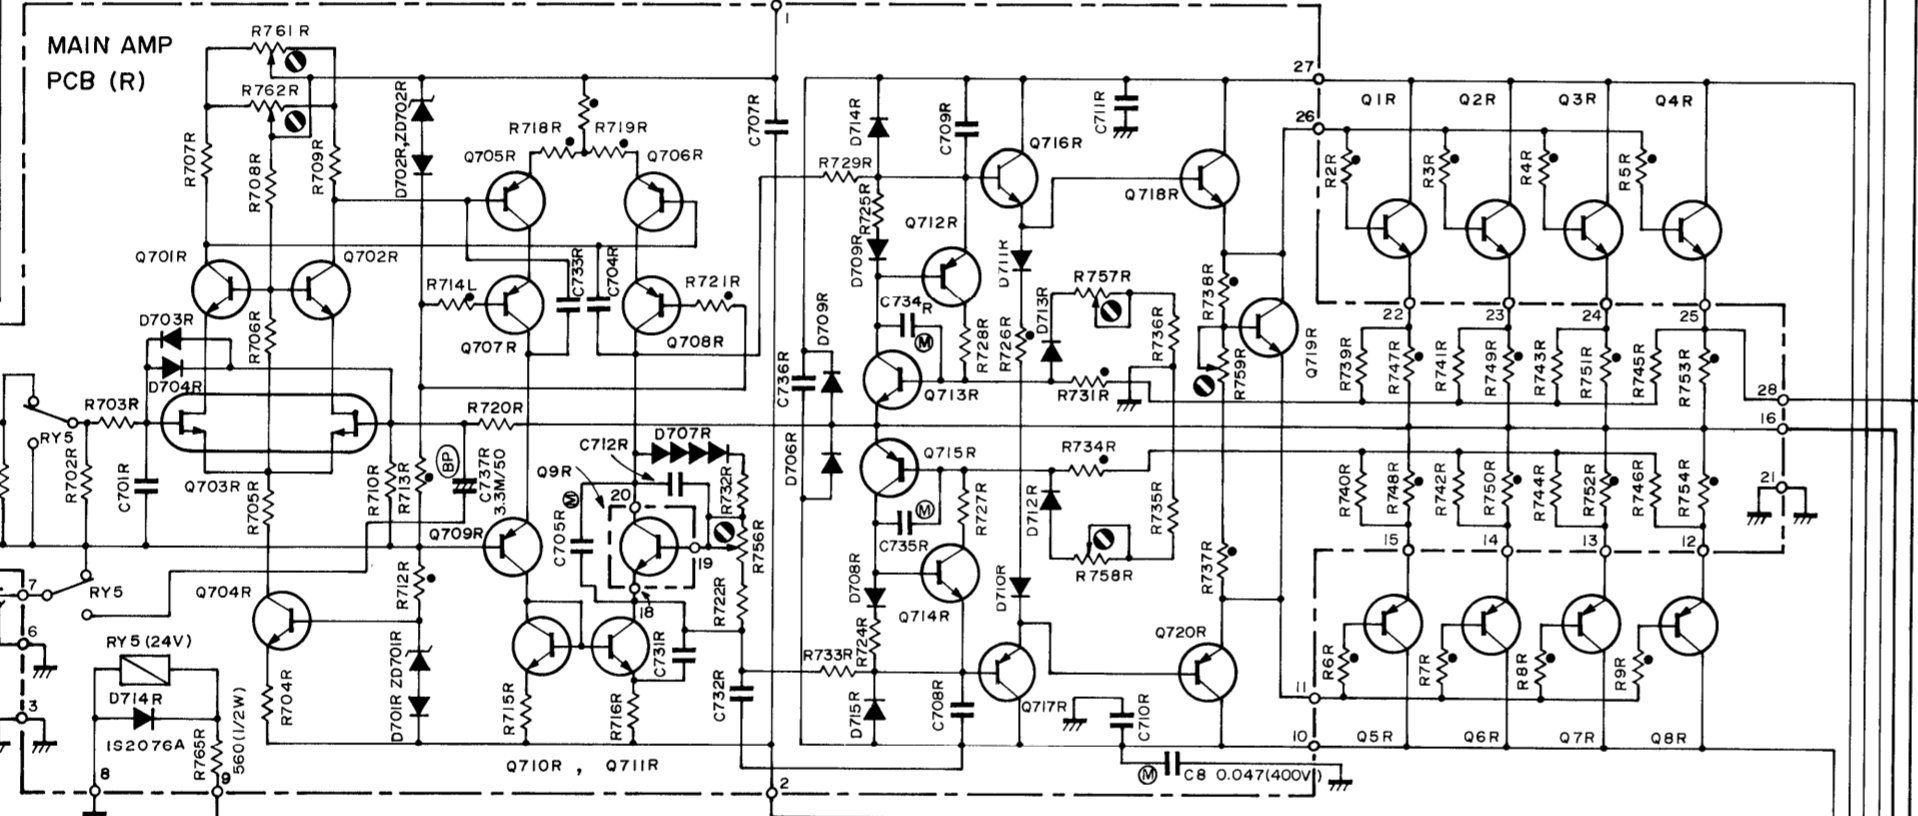 MAIN AMP
PCB (R)
R761R
R762R
R707R
R708R
R709R
D702R,ZD702R
R718R
R719R
Q705R
Q706R
C707R
1
Q701R
Q702R
R714L
C733R
C704R
R721R
Q707R
Q708R
D703R
D704R
R706R
R703R
RY5
R702R
C701R
Q703R
R705R
R710R
R713R
BP
C737R
3.3M/50
R720R
Q9R
C712R
D707R
R732R
M
C705R
20
19
18
R756R
Q709R
R712R
R722R
C731R
C732R
Q704R
7
RY5
6
RY5 (24V)
D714R
3
1S2076A
R765R
560(1/2W)
8
9
R704R
D701R ZD701R
R715R
R716R
Q710R , Q711R
2
D714R
C709R
R729R
R725R
D709R
Q712R
Q716R
C711R
Q718R
D711R
C734R
M
D709R
R728R
R726R
D713R
R757R
R736R
R738R
R759R
Q719R
C736R
Q713R
R731R
D706R
Q715R
R734R
M
C735R
R727R
D712R
R758R
R735R
R737R
D708R
R724R
Q714R
D710R
Q720R
R733R
D715R
C708R
Q717R
C710R
M
C8 0.047(400V)
27
26
Q1R
Q2R
Q3R
Q4R
R2R
R3R
R4R
R5R
22
23
24
25
R739R
R747R
R741R
R749R
R743R
R751R
R745R
R753R
28
16
21
R740R
R748R
R742R
R750R
R744R
R752R
R746R
R754R
15
14
13
12
R6R
R7R
R8R
R9R
11
10
Q5R
Q6R
Q7R
Q8R